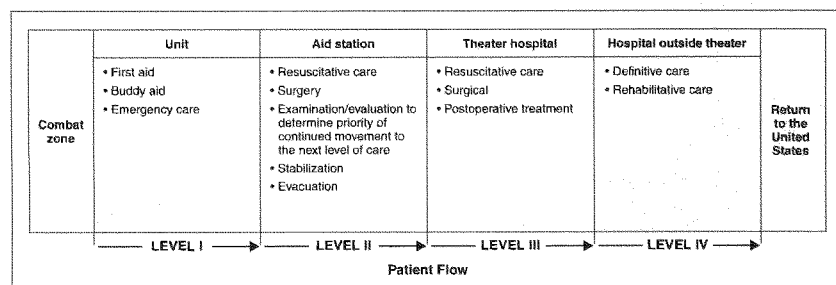 Unit
Aid station
Theater hospital
Hospital outside theater
Combat
zone
• First aid
• Buddy aid
• Emergency care
• Resuscitative care
• Surgery
• Examination/evaluation to
determine priority of
continued movement to
the next level of care
• Stabilization
• Evacuation
• Resuscitative care
• Surgical
• Postoperative treatment
• Definitive care
• Rehabilitative care
Return
to the
United
States
LEVEL I
LEVEL II
LEVEL III
LEVEL IV
Patient Flow